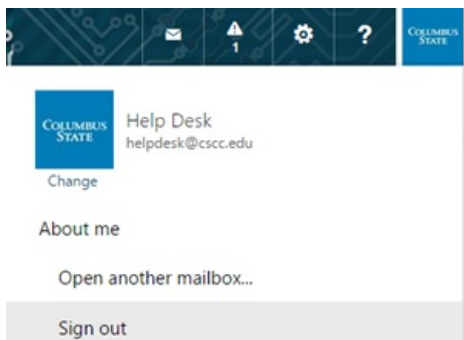 1
?
COLUMBUS
STATE
COLUMBUS
STATE
Help Desk
helpdesk@cscc.edu
Change
About me
Open another mailbox...
Sign out